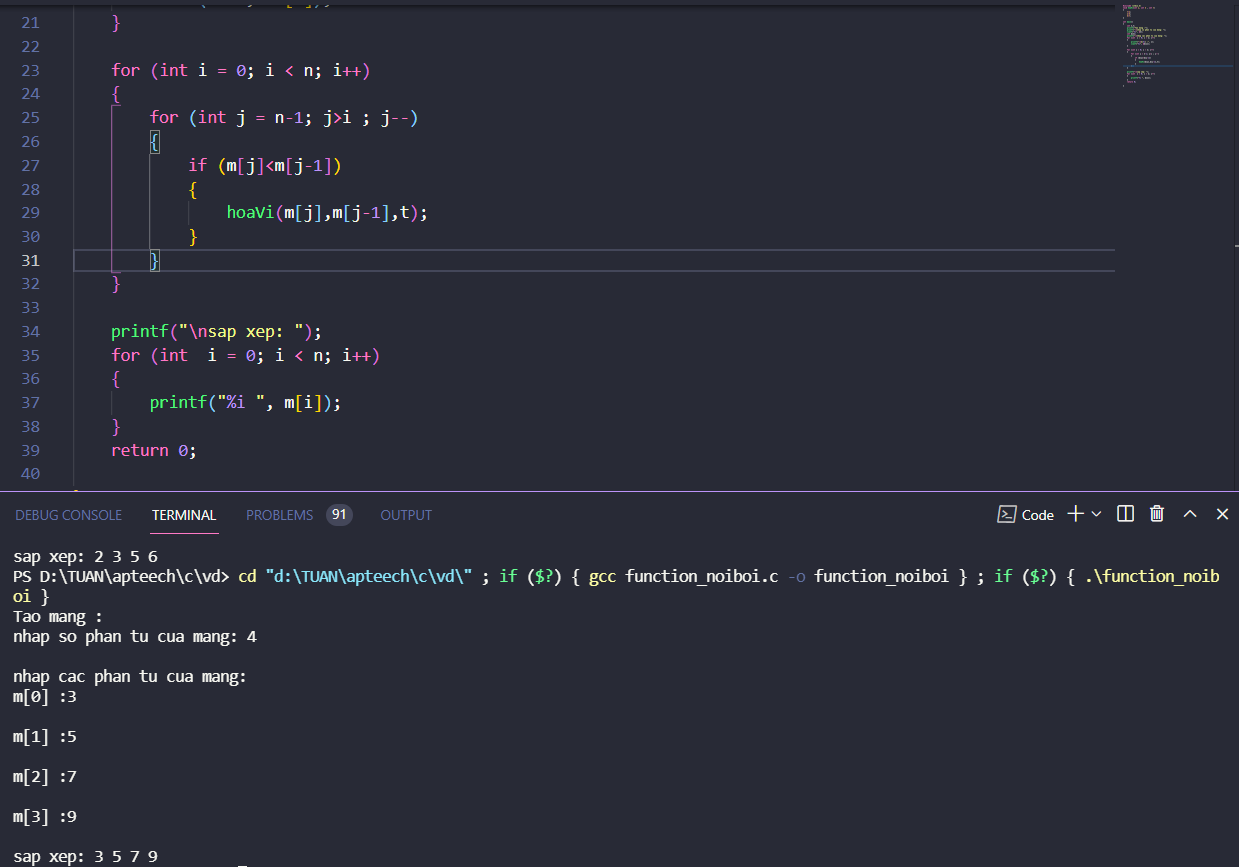 21 }
22
23 for (int i = 0; i < n; i++)
24 {
25 for (int j = n-1; j>i ; j--)
26 {
27 if (m[j]<m[j-1])
28 {
29 hoaVi(m[j],m[j-1],t);
30 }
31 }
32 }
33
34 printf("\nsap xep: ");
35 for (int  i = 0; i < n; i++)
36 {
37 printf("%i ", m[i]);
38 }
39 return 0;
40
DEBUG CONSOLE TERMINAL PROBLEMS 91 OUTPUT Code
sap xep: 2 3 5 6
PS D:\TUAN\apteech\c\vd> cd "d:\TUAN\apteech\c\vd\" ; if ($?) { gcc function_noiboi.c -o function_noiboi } ; if ($?) { .\function_noib
oi }
Tao mang :
nhap so phan tu cua mang: 4
nhap cac phan tu cua mang:
m[0] :3
m[1] :5
m[2] :7
m[3] :9
sap xep: 3 5 7 9